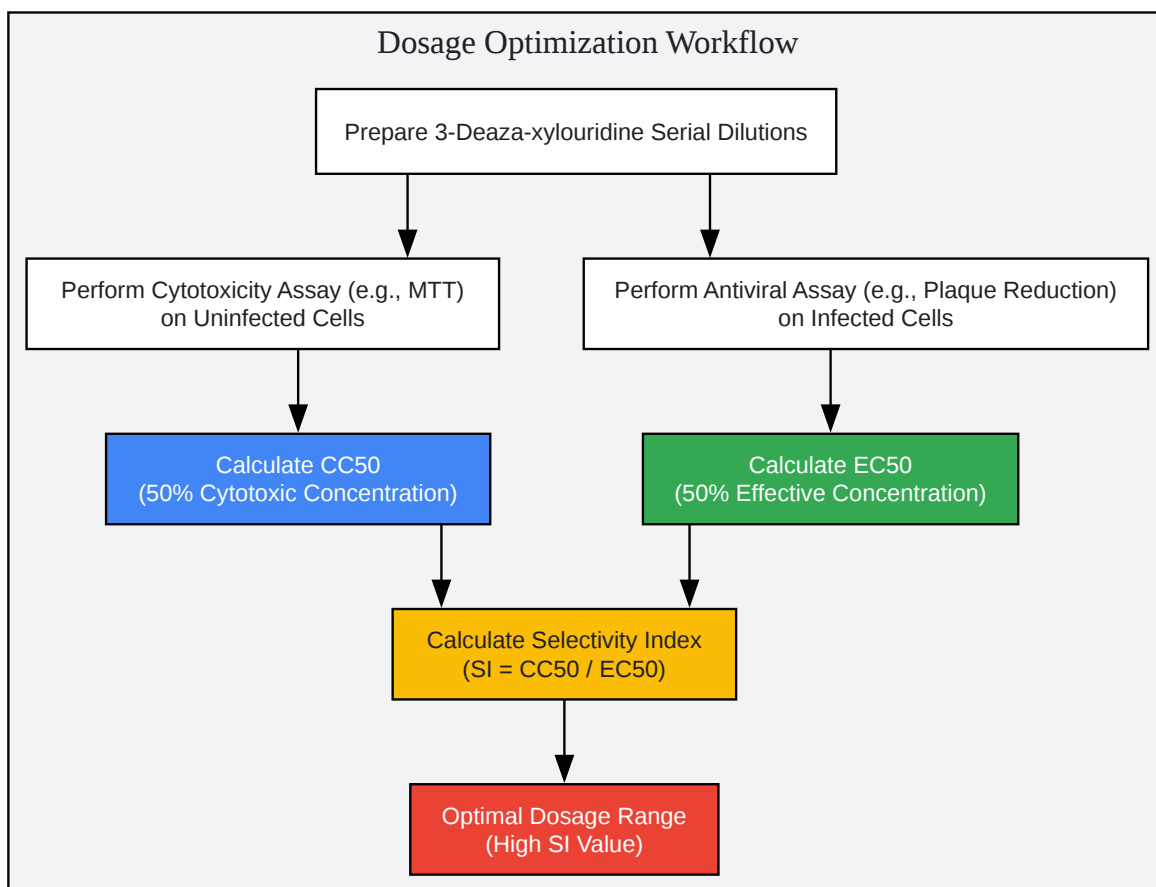 Dosage Optimization Workflow
Prepare 3-Deaza-xylouridine Serial Dilutions
Perform Cytotoxicity Assay (e.g., MTT)
on Uninfected Cells
Perform Antiviral Assay (e.g., Plaque Reduction)
on Infected Cells
Calculate CC50
(50% Cytotoxic Concentration)
Calculate EC50
(50% Effective Concentration)
Calculate Selectivity Index
(SI = CC50 / EC50)
Optimal Dosage Range
(High SI Value)